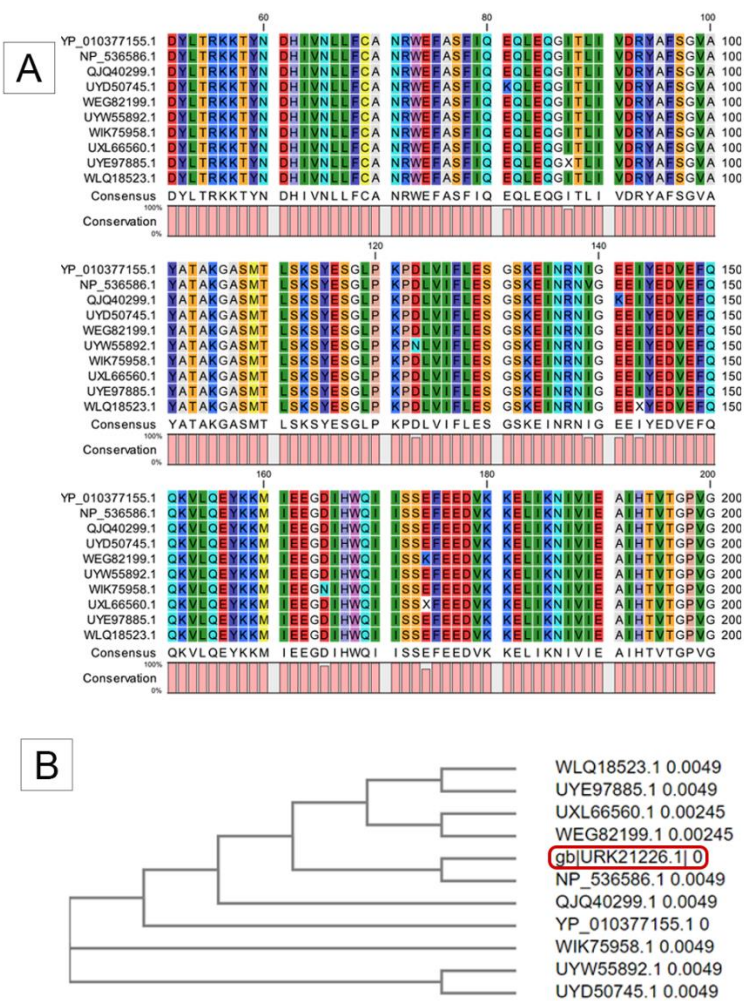 A
60 80 100
YP_010377155.1 DYLTRKKTYN DHIVNLLFCA NRWEFASFIQ EQLEQGITLI VDRYAFSGVA 100
NP_536586.1 DYLTRKKTYN DHIVNLLFCA NRWEFASFIQ EQLEQGITLI VDRYAFSGVA 100
QJQ40299.1 DYLTRKKTYN DHIVNLLFCA NRWEFASFIQ EQLEQGITLI VDRYAFSGVA 100
UYD50745.1 DYLTRKKTYN DHIVNLLFCA NRWEFASFIQ KQLEQGITLI VDRYAFSGVA 100
WEG82199.1 DYLTRKKTYN DHIVNLLFCA NRWEFASFIQ EQLEQGITLI VDRYAFSGVA 100
UYW55892.1 DYLTRKKTYN DHIVNLLFCA NRWEFASFIQ EQLEQGITLI VDRYAFSGVA 100
WIK75958.1 DYLTRKKTYN DHIVNLLFCA NRWEFASFIQ EQLEQGITLI VDRYAFSGVA 100
UXL66560.1 DYLTRKKTYN DHIVNLLFCA NRWEFASFIQ EQLEQGITLI VDRYAFSGVA 100
UYE97885.1 DYLTRKKTYN DHIVNLLFCA NRWEFASFIQ EQLEQGXTLI VDRYAFSGVA 100
WLQ18523.1 DYLTRKKTYN DHIVNLLFCA NRWEFASFIQ EQLEQGITLI VDRYAFSGVA 100
Consensus DYLTRKKTYN DHIVNLLFCA NRWEFASFIQ EQLEQGITLI VDRYAFSGVA
100%
Conservation
0%
120 140
YP_010377155.1 YATAKGASMT LSKSYESGLP KPDLVIFLES GSKEINRNIG EEIYEDVEFQ 150
NP_536586.1 YATAKGASMT LSKSYESGLP KPDLVIFLES GSKEINRNVG EEIYEDVEFQ 150
QJQ40299.1 YATAKGASMT LSKSYESGLP KPDLVIFLES GSKEINRNIG KEIYEDVEFQ 150
UYD50745.1 YATAKGASMT LSKSYESGLP KPDLVIFLES GSKEINRNIG EEIYEDVEFQ 150
WEG82199.1 YATAKGASMT LSKSYESGLP KPDLVIFLES GSKEINRNIG EEIYEDVEFQ 150
UYW55892.1 YATAKGASMT LSKSYESGLP KPNLVIFLES GSKEINRNIG EEIYEDVEFQ 150
WIK75958.1 YATAKGASMT LSKSYESGLP KPDLVIFLES GSKEINRNIG EEIYEDVEFQ 150
UXL66560.1 YATAKGASMT LSKSYESGLP KPDLVIFLES GSKEINRNIG EEIYEDVEFQ 150
UYE97885.1 YATAKGASMT LSKSYESGLP KPDLVIFLES GSKEINRNIG EEIYEDVEFQ 150
WLQ18523.1 YATAKGASMT LSKSYESGLP KPDLVIFLES GSKEINRNIG EEXYEDVEFQ 150
Consensus YATAKGASMT LSKSYESGLP KPDLVIFLES GSKEINRNIG EEIYEDVEFQ
100%
Conservation
0%
160 180 200
YP_010377155.1 QKVLQEYKKM IEEGDIHWQI ISSEFEEDVK KELIKNIVIE AIHTVTGPVG 200
NP_536586.1 QKVLQEYKKM IEEGDIHWQI ISSEFEEDVK KELIKNIVIE AIHTVTGPVG 200
QJQ40299.1 QKVLQEYKKM IEEGDIHWQI ISSEFEEDVK KELIKNIVIE AIHTVTGPVG 200
UYD50745.1 QKVLQEYKKM IEEGDIHWQI ISSEFEEDVK KELIKNIVIE AIHTVTGPVG 200
WEG82199.1 QKVLQEYKKM IEEGDIHWQI ISSKFEEDVK KELIKNIVIE AIHTVTGPVG 200
UYW55892.1 QKVLQEYKKM IEEGDIHWQI ISSEFEEDVK KELIKNIVIE AIHTVTGPVG 200
WIK75958.1 QKVLQEYKKM IEEGNIHWQI ISSEFEEDVK KELIKNIVIE AIHTVTGPVG 200
UXL66560.1 QKVLQEYKKM IEEGDIHWQI ISSXFEEDVK KELIKNIVIE AIHTVTGPVG 200
UYE97885.1 QKVLQEYKKM IEEGDIHWQI ISSEFEEDVK KELIKNIVIE AIHTVTGPVG 200
WLQ18523.1 QKVLQEYKKM IEEGDIHWQI ISSEFEEDVK KELIKNIVIE AIHTVTGPVG 200
Consensus QKVLQEYKKM IEEGDIHWQI ISSEFEEDVK KELIKNIVIE AIHTVTGPVG
100%
Conservation
0%
B
WLQ18523.1 0.0049
UYE97885.1 0.0049
UXL66560.1 0.00245
WEG82199.1 0.00245
gb|URK21226.1| 0
NP_536586.1 0.0049
QJQ40299.1 0.0049
YP_010377155.1 0
WIK75958.1 0.0049
UYW55892.1 0.0049
UYD50745.1 0.0049